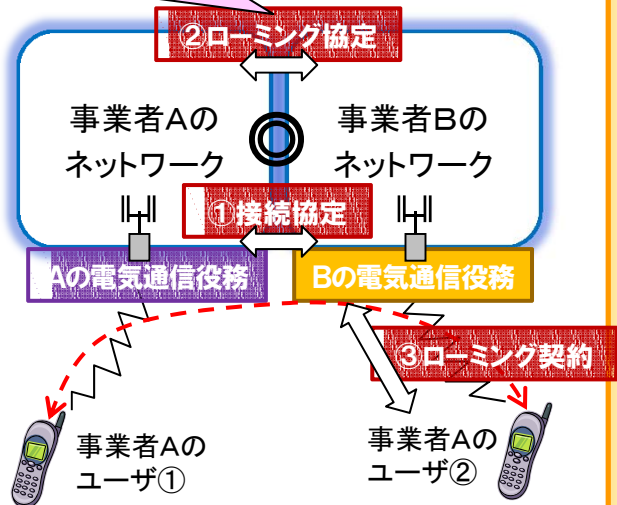 ②ローミング協定
事業者Aの
ネットワーク
事業者Bの
ネットワーク
①接続協定
Aの電気通信役務
Bの電気通信役務
③ローミング契約
事業者Aの
ユーザ①
事業者Aの
ユーザ②